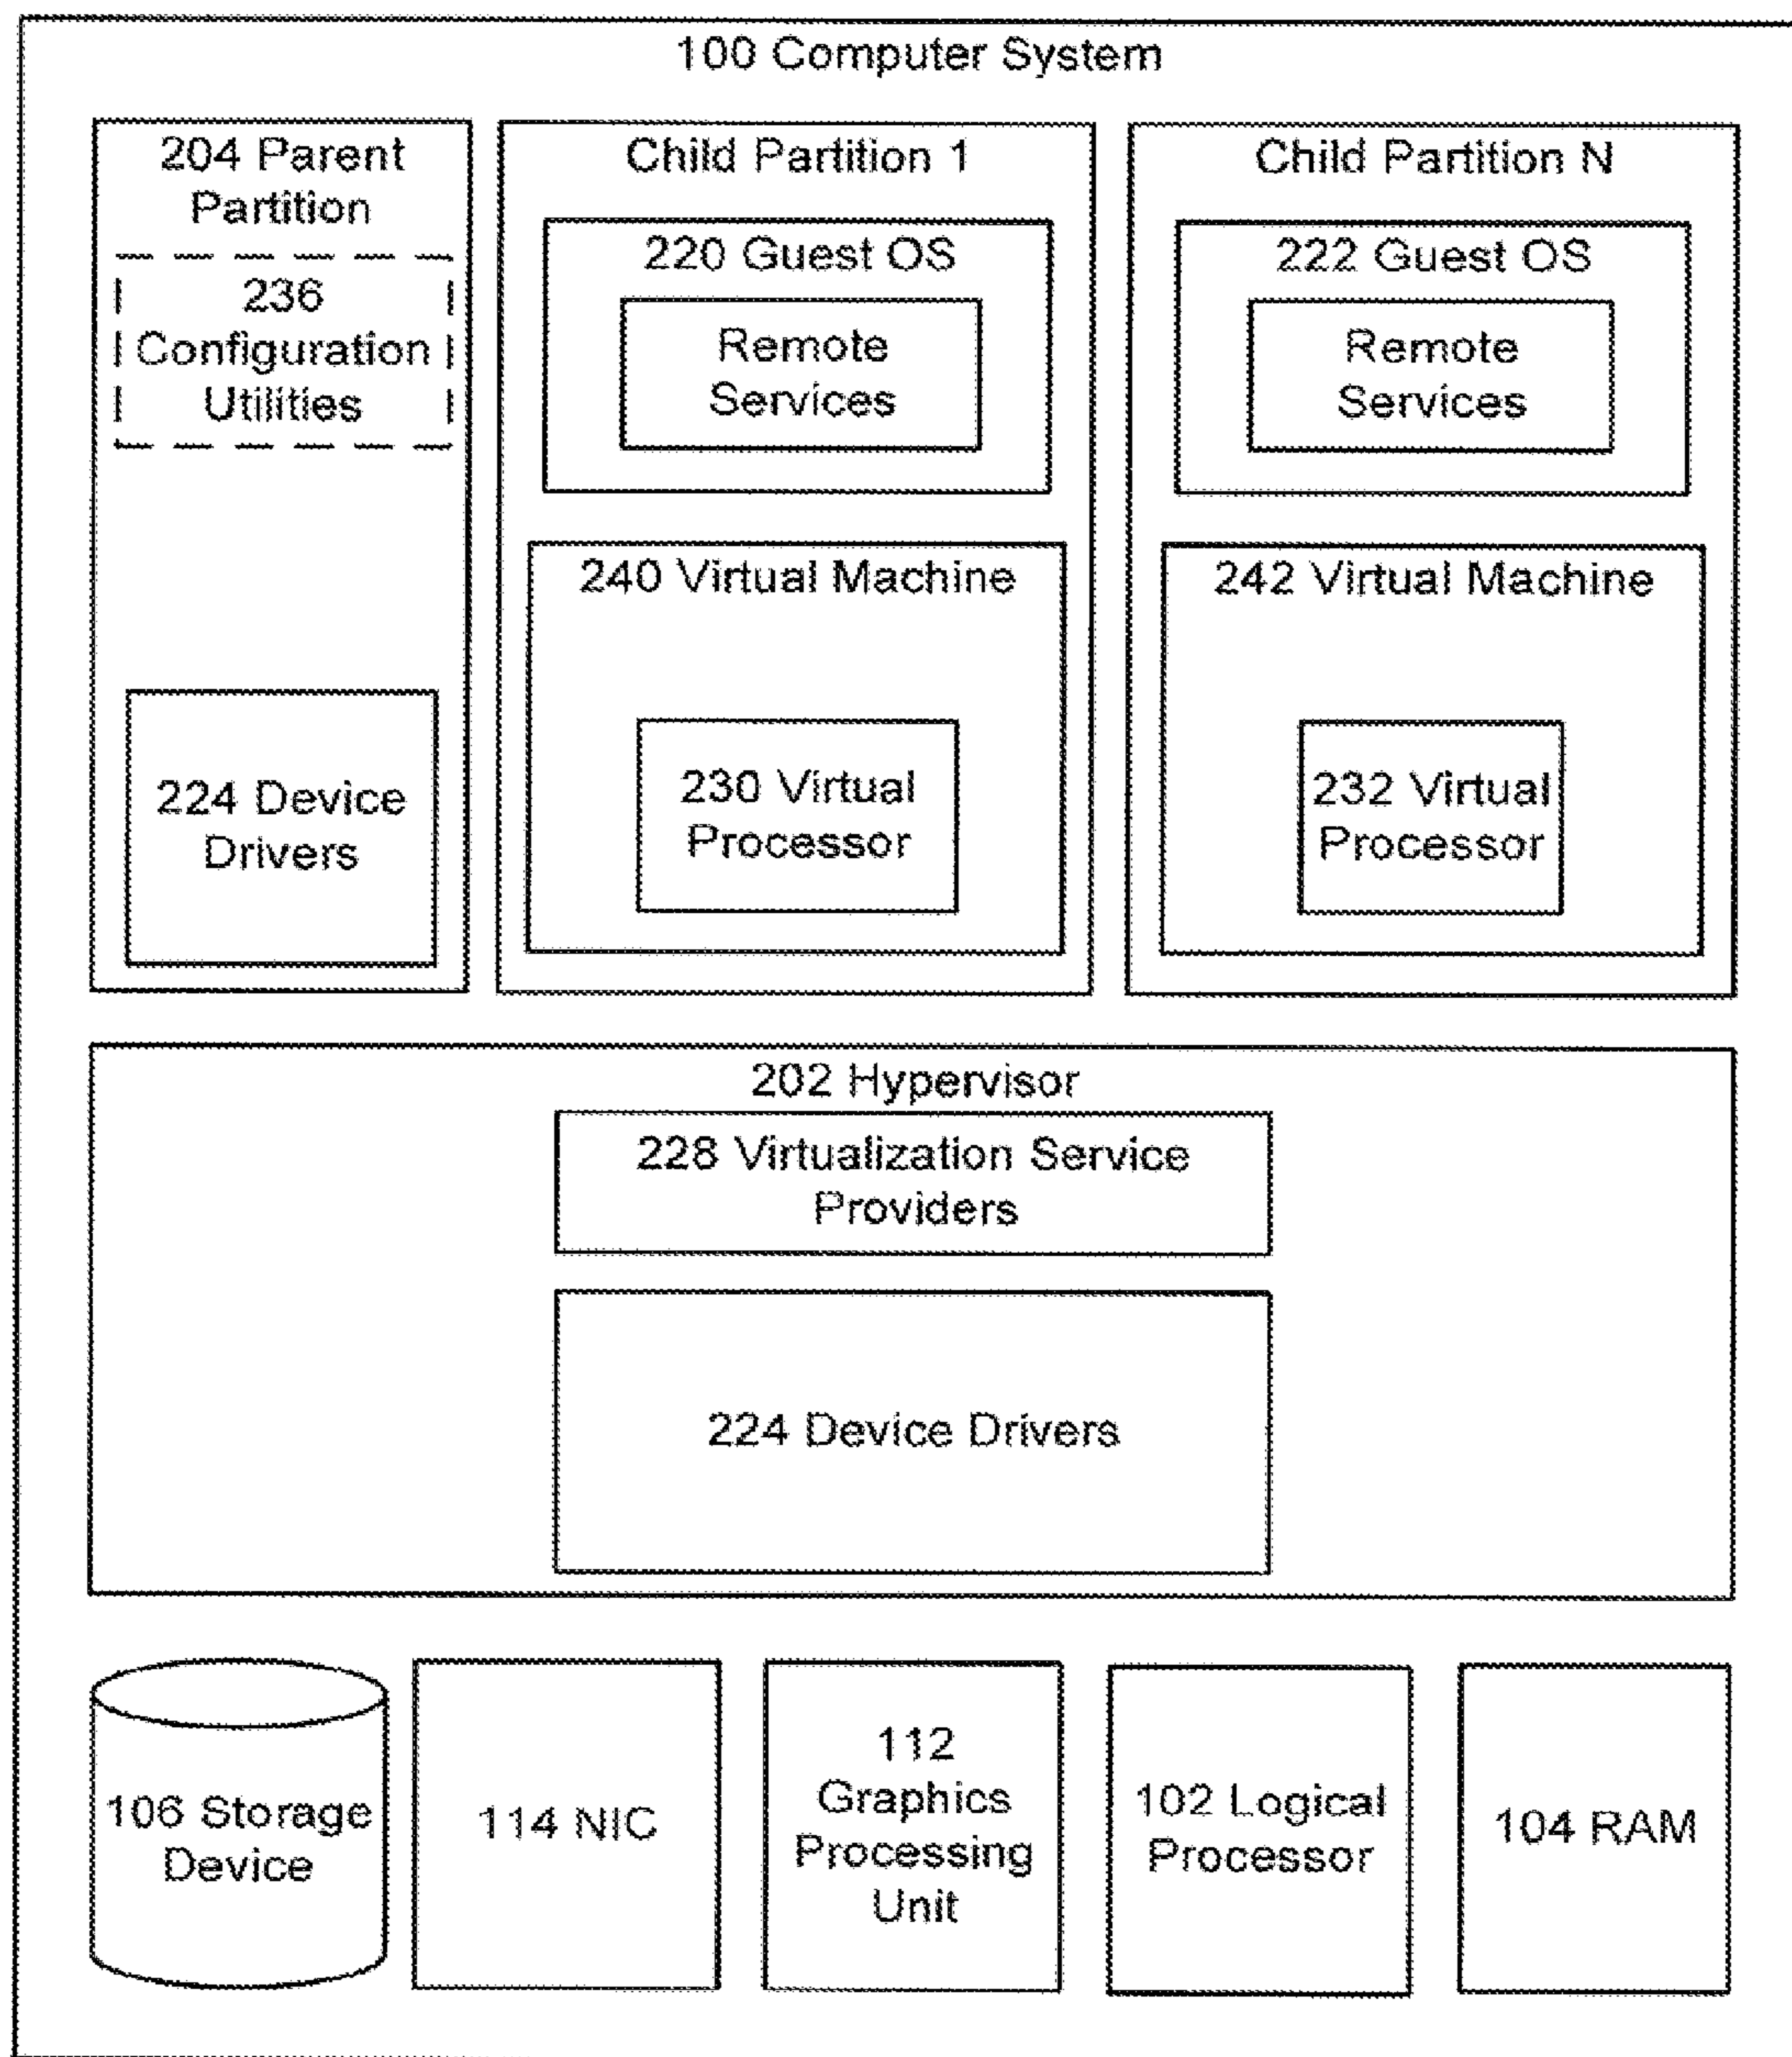 100 Computer System
204 Parent
Partition
236
Configuration
Utilities
224 Device
Drivers
Child Partition 1
220 Guest OS
Remote
Services
240 Virtual Machine
230 Virtual
Processor
Child Partition N
222 Guest OS
Remote
Services
242 Virtual Machine
232 Virtual
Processor
202 Hypervisor
228 Virtualization Service
Providers
224 Device Drivers
106 Storage
Device
114 NIC
112
Graphics
Processing
Unit
102 Logical
Processor
104 RAM